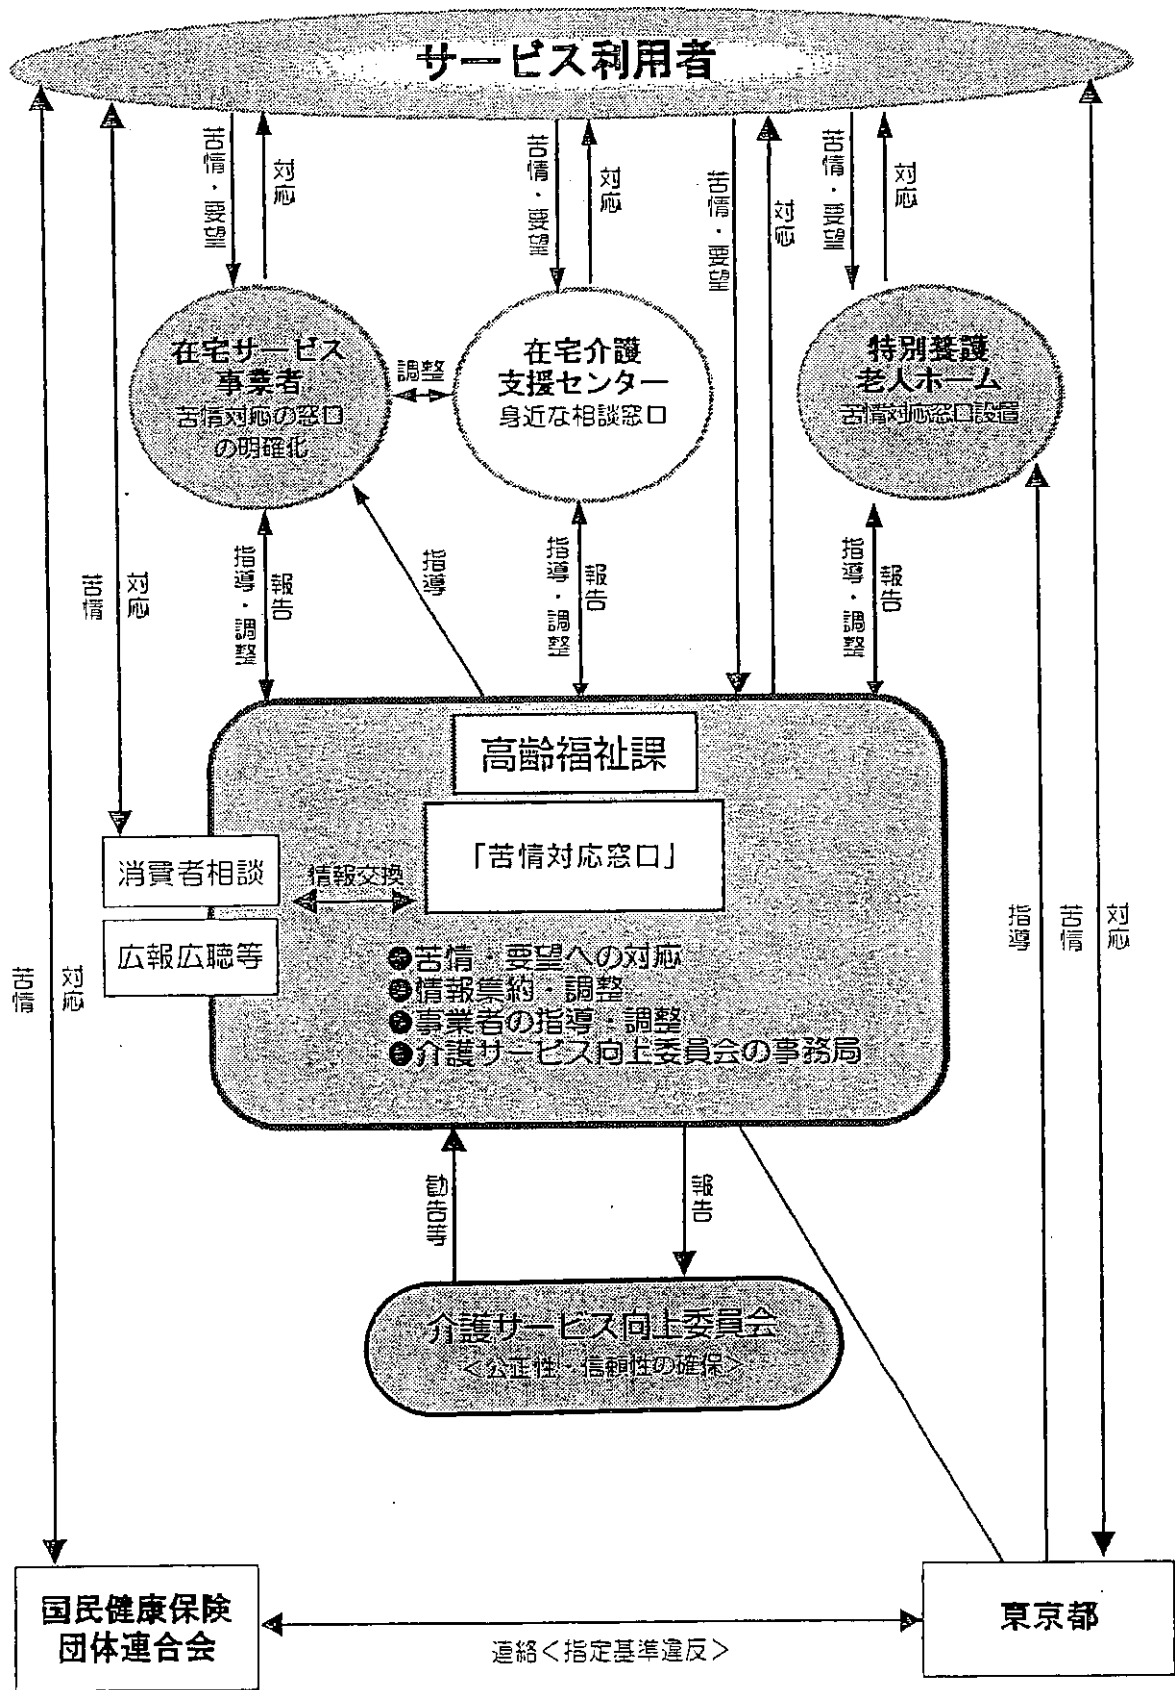 サービス利用者
苦情・要望
対応
苦情・要望
対応
苦情・要望
対応
苦情・要望
対応
在宅サービス
事業者
苦情対応の窓口
の明確化
調整
在宅介護
支援センター
身近な相談窓口
特別養護
老人ホーム
苦情対応窓口設置
苦情
対応
指導・調整
報告
指導
指導・調整
報告
指導・調整
報告
高齢福祉課
「苦情対応窓口」
消費者相談
情報交換
広報広聴等
●苦情・要望への対応
●情報集約・調整
●事業者の指導・調整
●介護サービス向上委員会の事務局
苦情
対応
指導
苦情
対応
勧告等
報告
介護サービス向上委員会
＜公正性・信頼性の確保＞
国民健康保険
団体連合会
連絡＜指定基準違反＞
東京都